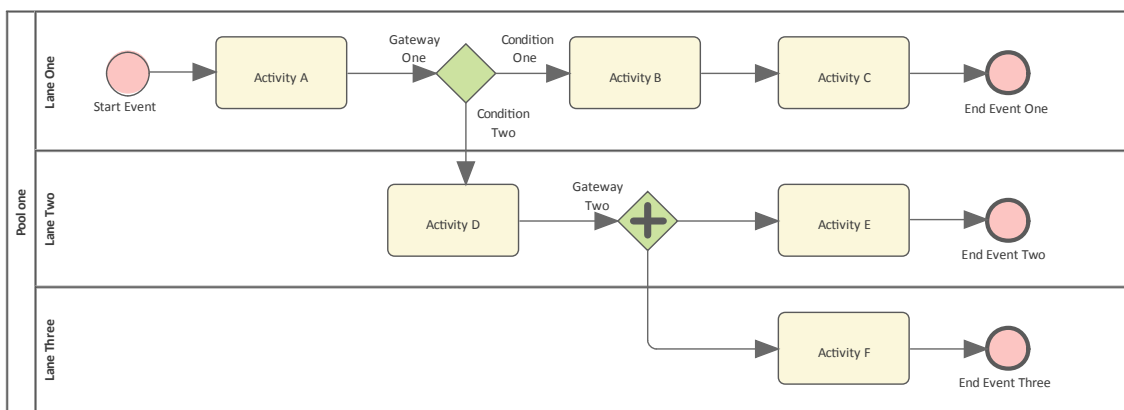 Pool one
Lane One
Start Event
Activity A
Gateway
One
Condition
One
Activity B
Activity C
End Event One
Condition
Two
Lane Two
Activity D
Gateway
Two
Activity E
End Event Two
Lane Three
Activity F
End Event Three